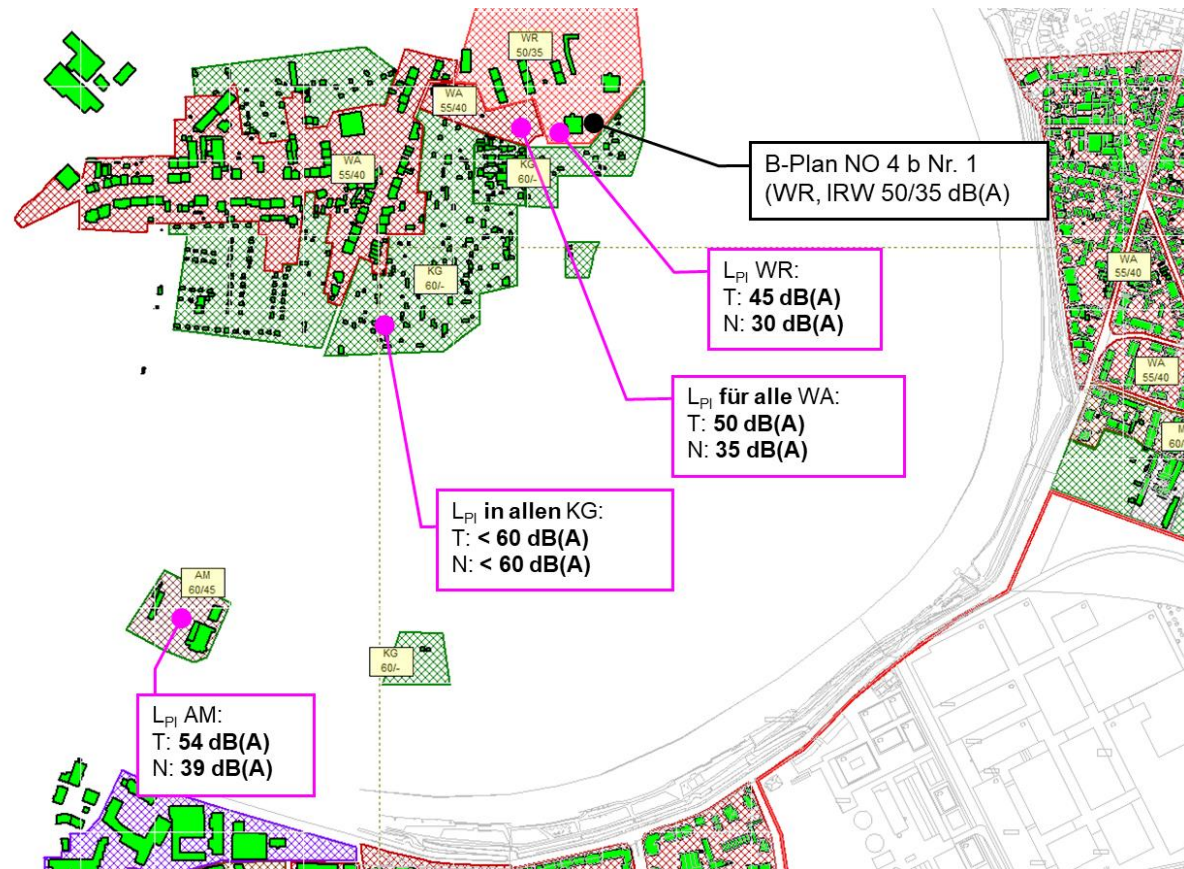 WR
50/35
WA
55/40
WA
55/40
KG
60/-
B-Plan NO 4 b Nr. 1
(WR, IRW 50/35 dB(A)
KG
60/-
WA
55/40
LPl WR:
T: 45 dB(A)
N: 30 dB(A)
LPl für alle WA:
T: 50 dB(A)
N: 35 dB(A)
WA
55/40
M
60/
LPl in allen KG:
T: < 60 dB(A)
N: < 60 dB(A)
AM
60/45
KG
60/-
LPl AM:
T: 54 dB(A)
N: 39 dB(A)